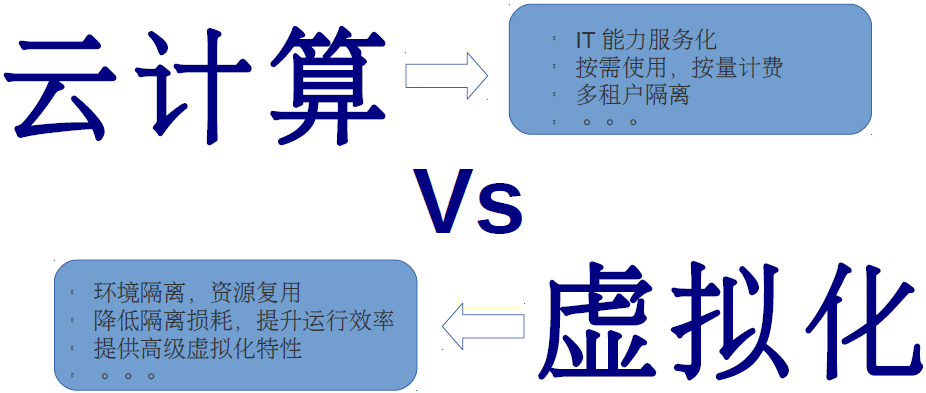 云计算
IT 能力服务化
按需使用，按量计费
多租户隔离
。。。
Vs
环境隔离，资源复用
降低隔离损耗，提升运行效率
提供高级虚拟化特性
。。。
虚拟化